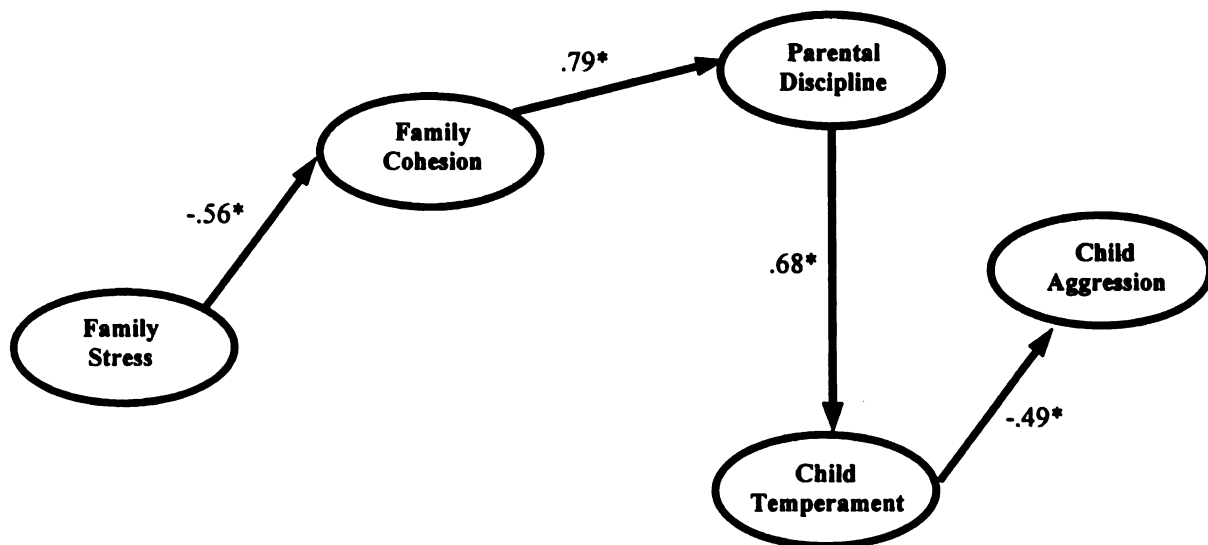 Parental
Discipline
.79*
Family
Cohesion
-.56*
Family
Stress
.68*
Child
Aggression
-.49*
Child
Temperament